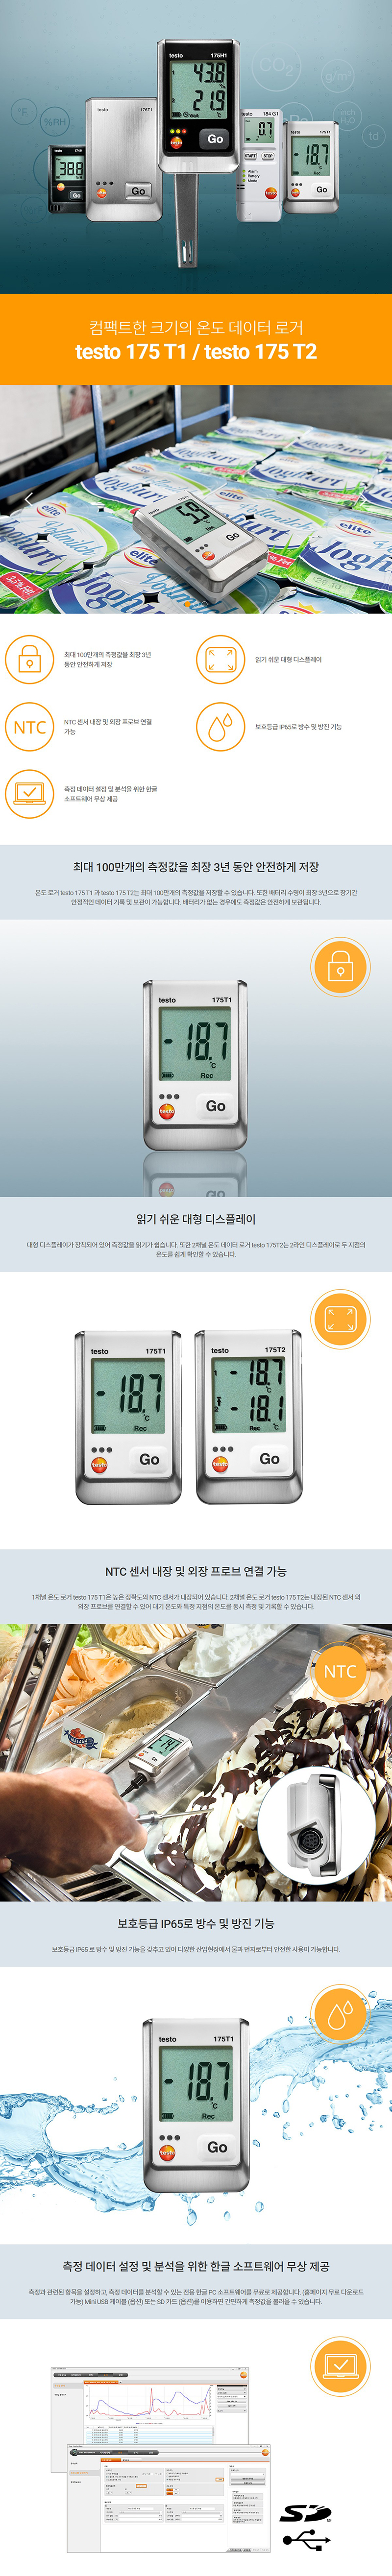 °F
%RH
CO₂
g/m³
td
testo 174H
38.8
Go
testo 176T1
testo
Go
testo 175H1
43.8
21.9
testo
Go
testo 184 G1
0.7
START
STOP
Alarm
Battery
Mode
testo
testo 175T1
-18.7
testo
Go
컴팩트한 크기의 온도 데이터 로거
testo 175 T1 / testo 175 T2
elite
Joghurt
elite
Joghurt
testo
Go
최대 100만개의 측정값을 최장 3년
동안 안전하게 저장
읽기 쉬운 대형 디스플레이
NTC
NTC 센서 내장 및 외장 프로브 연결
가능
보호등급 IP65로 방수 및 방진 기능
측정 데이터 설정 및 분석을 위한 한글
소프트웨어 무상 제공
최대 100만개의 측정값을 최장 3년 동안 안전하게 저장
온도 로거 testo 175 T1 과 testo 175 T2는 최대 100만개의 측정값을 저장할 수 있습니다. 또한 배터리 수명이 최장 3년으로 장기간
안정적인 데이터 기록 및 보관이 가능합니다. 배터리가 없는 경우에도 측정값은 안전하게 보관됩니다.
testo 175T1
-18.7
°C
Rec
testo
Go
읽기 쉬운 대형 디스플레이
대형 디스플레이가 장착되어 있어 측정값을 읽기가 쉽습니다. 또한 2채널 온도 데이터 로거 testo 175T2는 2라인 디스플레이로 두 지점의
온도를 쉽게 확인할 수 있습니다.
testo 175T1
-18.7
°C
Rec
testo
Go
testo 175T2
1 -18.7
2 -18.1
°C
Rec
testo
Go
NTC 센서 내장 및 외장 프로브 연결 가능
1채널 온도 로거 testo 175 T1은 높은 정확도의 NTC 센서가 내장되어 있습니다. 2채널 온도 로거 testo 175 T2는 내장된 NTC 센서 외
외장 프로브를 연결할 수 있어 대기 온도와 특정 지점의 온도를 동시 측정 및 기록할 수 있습니다.
NTC
보호등급 IP65로 방수 및 방진 기능
보호등급 IP65 로 방수 및 방진 기능을 갖추고 있어 다양한 산업현장에서 물과 먼지로부터 안전한 사용이 가능합니다.
testo 175T1
-18.7
°C
Rec
testo
Go
측정 데이터 설정 및 분석을 위한 한글 소프트웨어 무상 제공
측정과 관련된 항목을 설정하고, 측정 데이터를 분석할 수 있는 전용 한글 PC 소프트웨어를 무료로 제공합니다. (홈페이지 무료 다운로드
가능) Mini USB 케이블 (옵션) 또는 SD 카드 (옵션)를 이용하면 간편하게 측정값을 불러올 수 있습니다.
SD